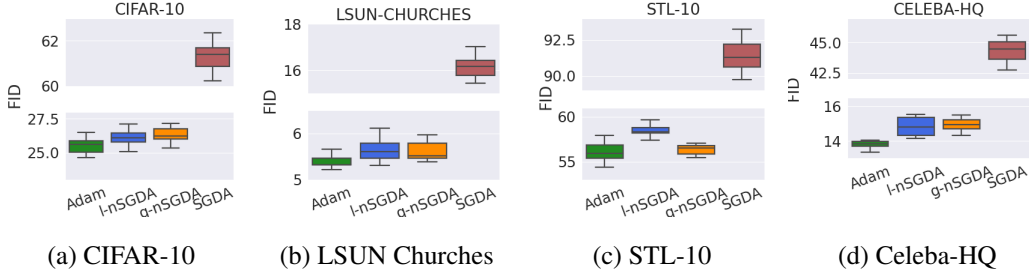 CIFAR-10
FID
62
60
27.5
25.0
Adam
l-nSGDA
g-nSGDA
SGDA
(a) CIFAR-10
LSUN-CHURCHES
FID
18
16
6
5
Adam
l-nSGDA
g-nSGDA
SGDA
(b) LSUN Churches
STL-10
FID
92.5
90.0
60
55
Adam
l-nSGDA
g-nSGDA
SGDA
(c) STL-10
CELEBA-HQ
FID
45.0
42.5
16
14
Adam
l-nSGDA
g-nSGDA
SGDA
(d) Celeba-HQ